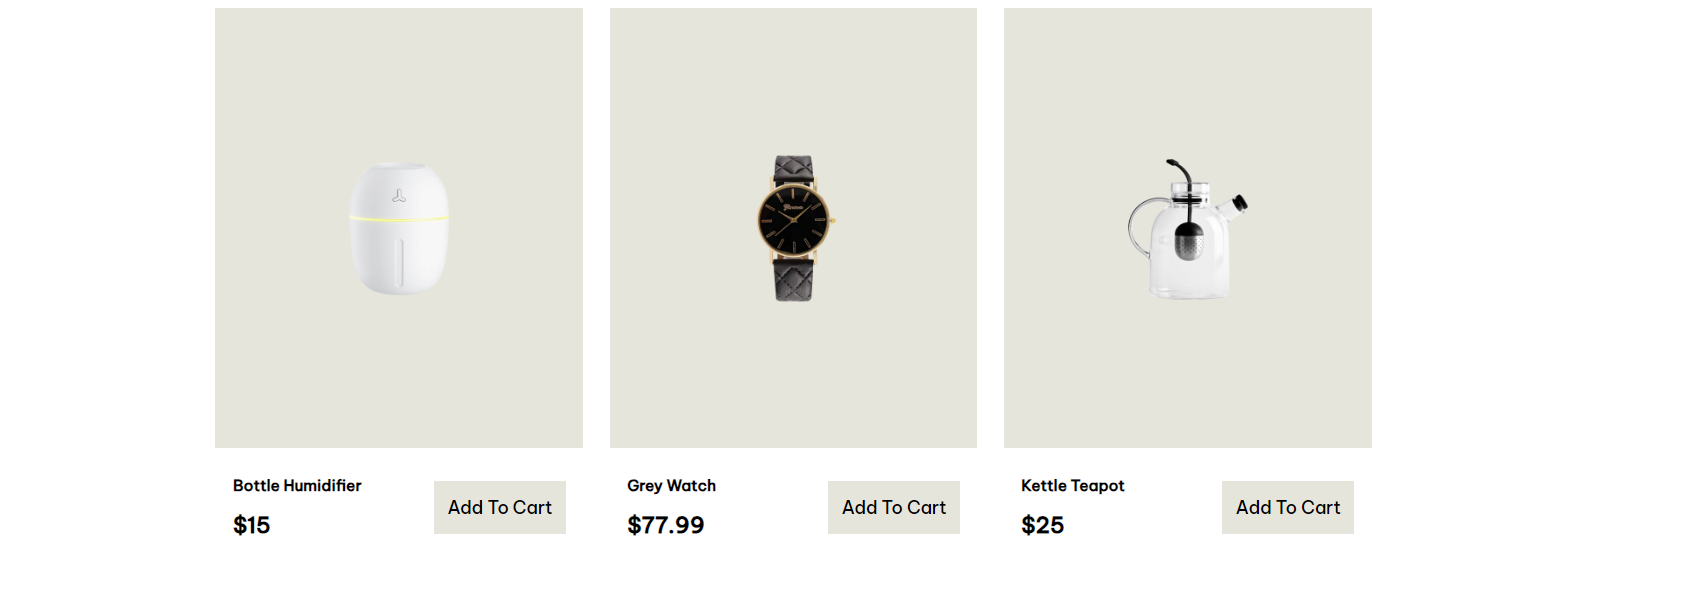 Bottle Humidifier
$15
Add To Cart
Grey Watch
$77.99
Add To Cart
Kettle Teapot
$25
Add To Cart